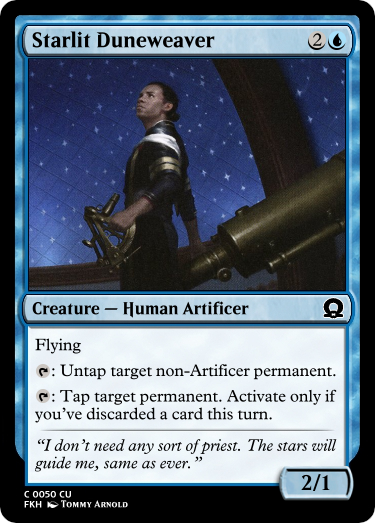 Starlit Duneweaver 2
Creature — Human Artificer
Flying
: Untap target non-Artificer permanent.
: Tap target permanent. Activate only if
you've discarded a card this turn.
"I don't need any sort of priest. The stars will
guide me, same as ever."
2/1
C 0050 CU
FKH Tommy Arnold